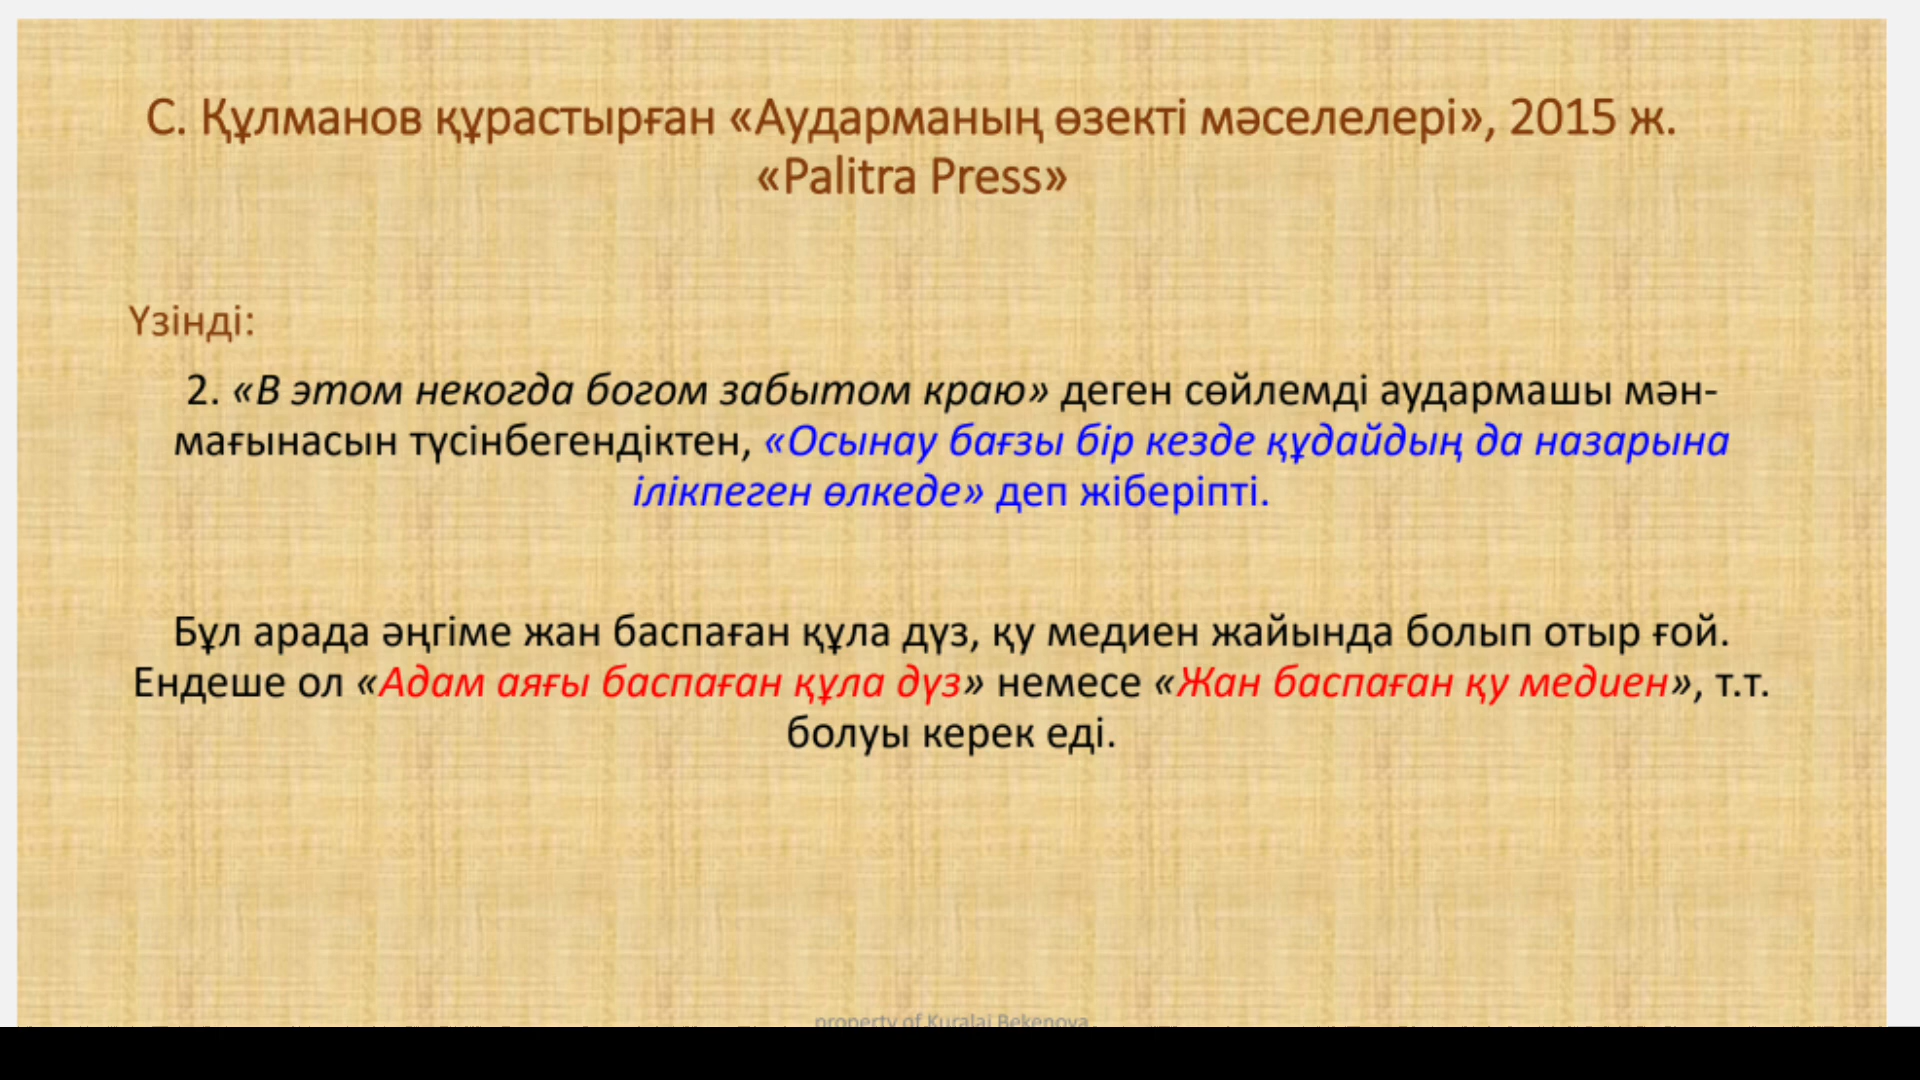 С. Құлманов құрастырған «Аударманың өзекті мәселелері», 2015 ж.
«Palitra Press»
Үзінді:
2. «В этом некогда богом забытом краю» деген сөйлемді аудармашы мән-
мағынасын түсінбегендіктен, «Осынау бағзы бір кезде құдайдың да назарына
ілікпеген өлкеде» деп жіберіпті.
Бұл арада әңгіме жан баспаған құла дүз, қу медиен жайында болып отыр ғой.
Ендеше ол «Адам аяғы баспаған құла дүз» немесе «Жан баспаған қу медиен», т.т.
болуы керек еді.
property of Kuralai Bekenova